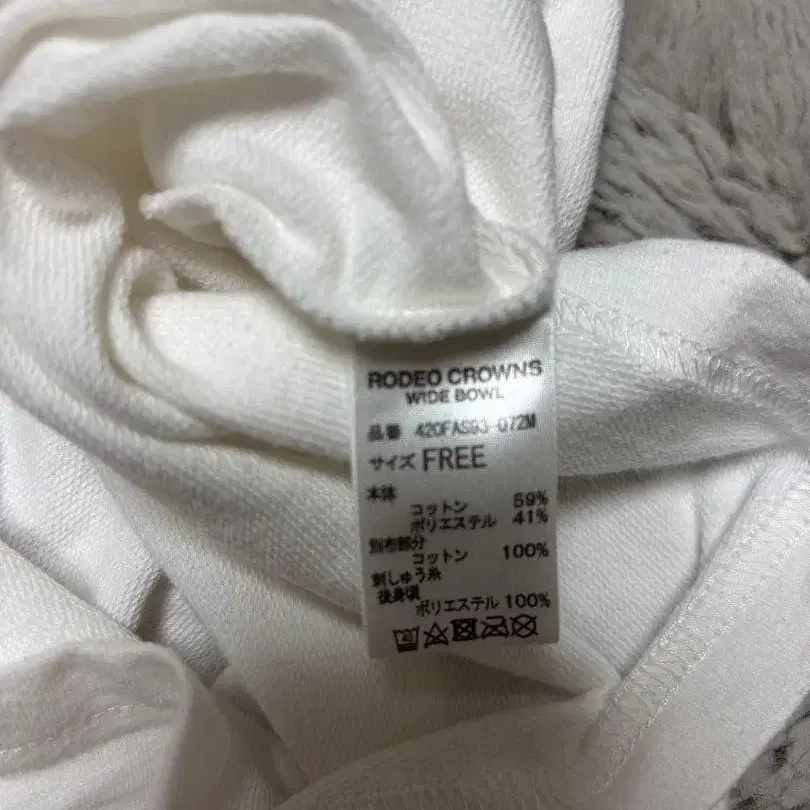 RODEO CROWNS
WIDE BOWL
品番 420FAS93-072M
サイズ FREE
本体
コットン 59%
ポリエステル 41%
別布部分
コットン 100%
刺しゅう糸
後身頃
ポリエステル 100%